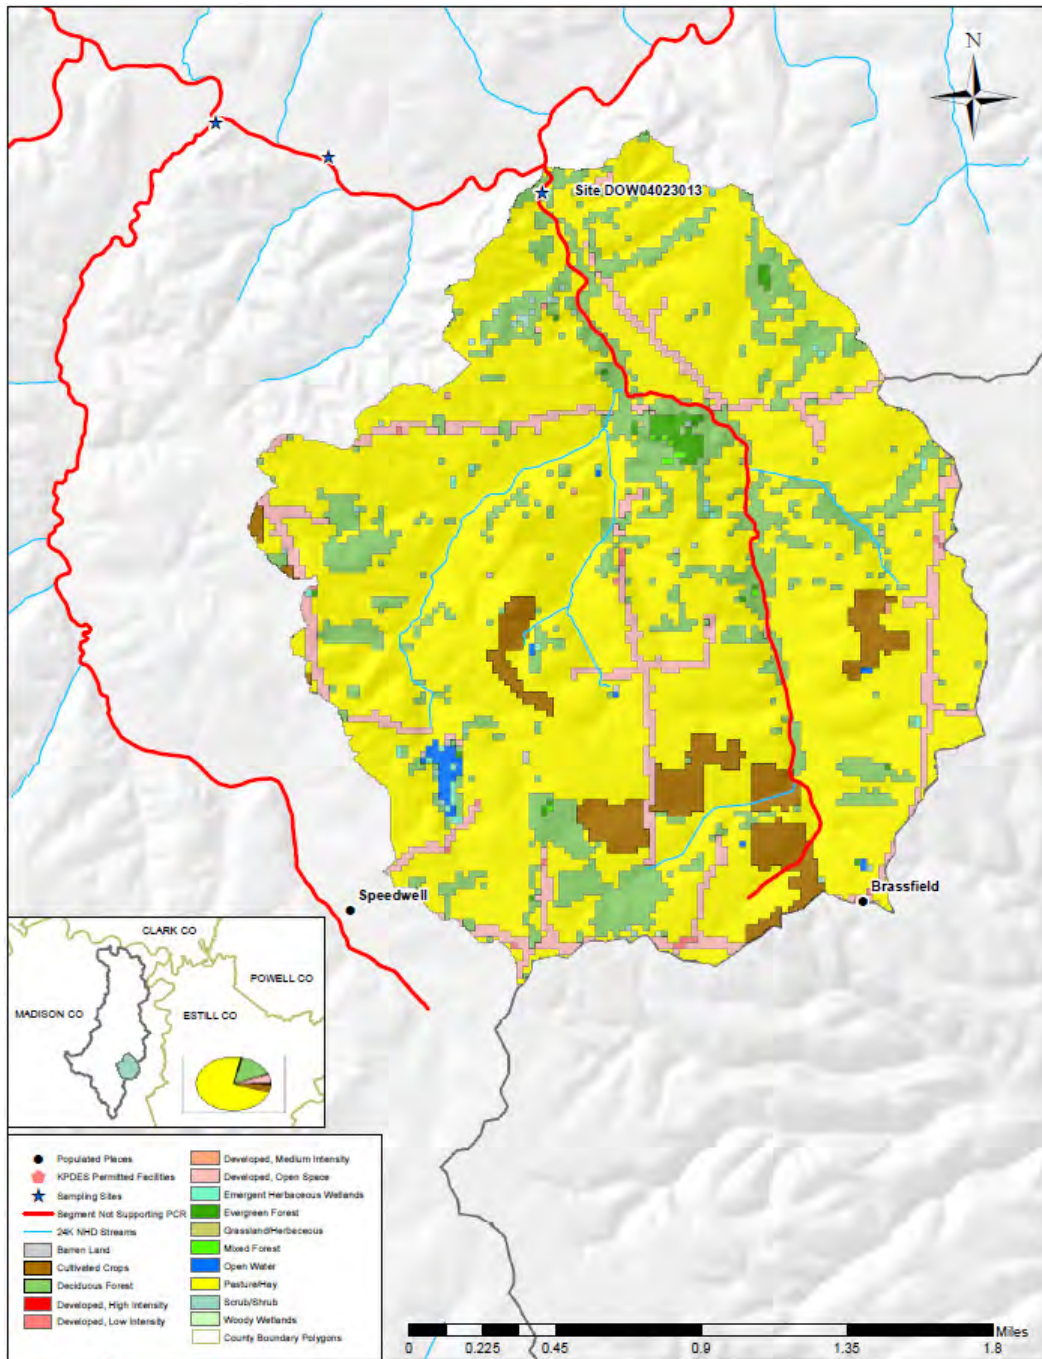 N
Site DOW04023013
Speedwell
Brassfield
CLARK CO
POWELL CO
MADISON CO
ESTILL CO
Populated Places
KPDES Permitted Facilities
Sampling Sites
Segment Not Supporting PCR
24K NHD Streams
Barren Land
Cultivated Crops
Deciduous Forest
Developed, High Intensity
Developed, Low Intensity
Developed, Medium Intensity
Developed, Open Space
Emergent Herbaceous Wetlands
Evergreen Forest
Grassland/Herbaceous
Mixed Forest
Open Water
Pasture/Hay
Scrub/Shrub
Woody Wetlands
County Boundary Polygons
Miles
0 0.225 0.45 0.9 1.35 1.8